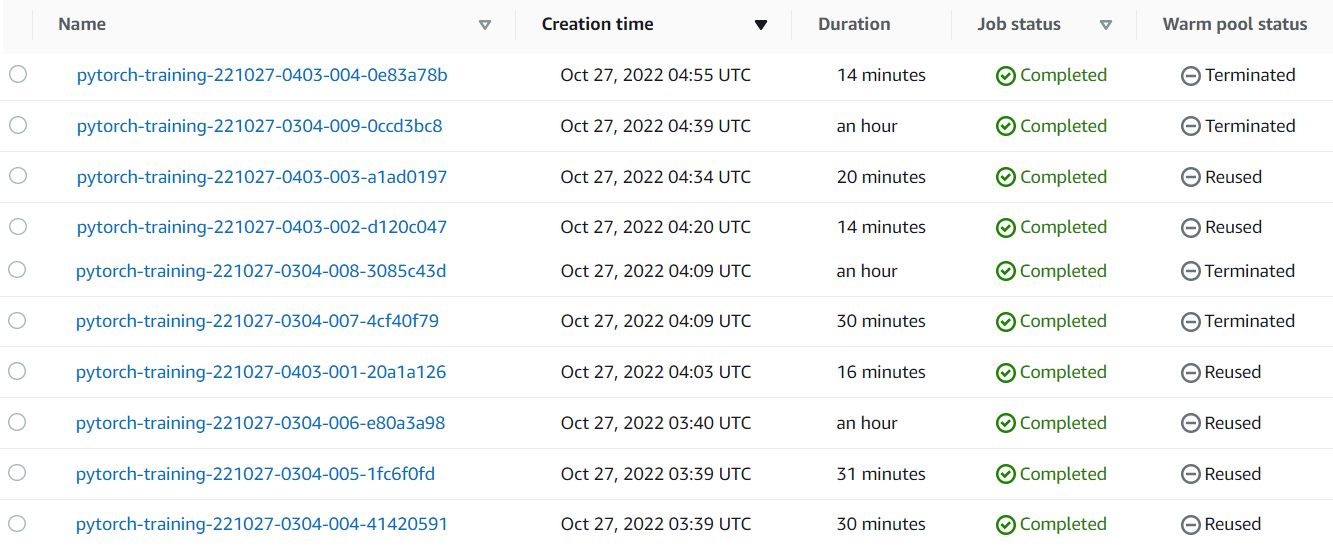 Name Creation time Duration Job status Warm pool status
pytorch-training-221027-0403-004-0e83a78b Oct 27, 2022 04:55 UTC 14 minutes Completed Terminated
pytorch-training-221027-0304-009-0ccd3bc8 Oct 27, 2022 04:39 UTC an hour Completed Terminated
pytorch-training-221027-0403-003-a1ad0197 Oct 27, 2022 04:34 UTC 20 minutes Completed Reused
pytorch-training-221027-0403-002-d120c047 Oct 27, 2022 04:20 UTC 14 minutes Completed Reused
pytorch-training-221027-0304-008-3085c43d Oct 27, 2022 04:09 UTC an hour Completed Terminated
pytorch-training-221027-0304-007-4cf40f79 Oct 27, 2022 04:09 UTC 30 minutes Completed Terminated
pytorch-training-221027-0403-001-20a1a126 Oct 27, 2022 04:03 UTC 16 minutes Completed Reused
pytorch-training-221027-0304-006-e80a3a98 Oct 27, 2022 03:40 UTC an hour Completed Reused
pytorch-training-221027-0304-005-1fc6f0fd Oct 27, 2022 03:39 UTC 31 minutes Completed Reused
pytorch-training-221027-0304-004-41420591 Oct 27, 2022 03:39 UTC 30 minutes Completed Reused